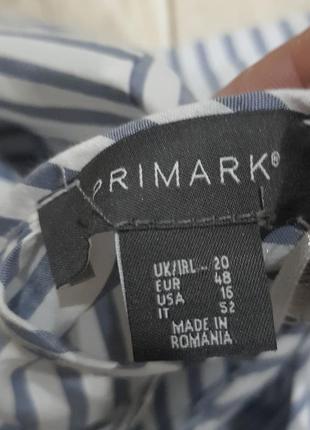 PRIMARK®
UK/IRL 20
EUR 48
USA 16
IT 52
MADE IN
ROMANIA